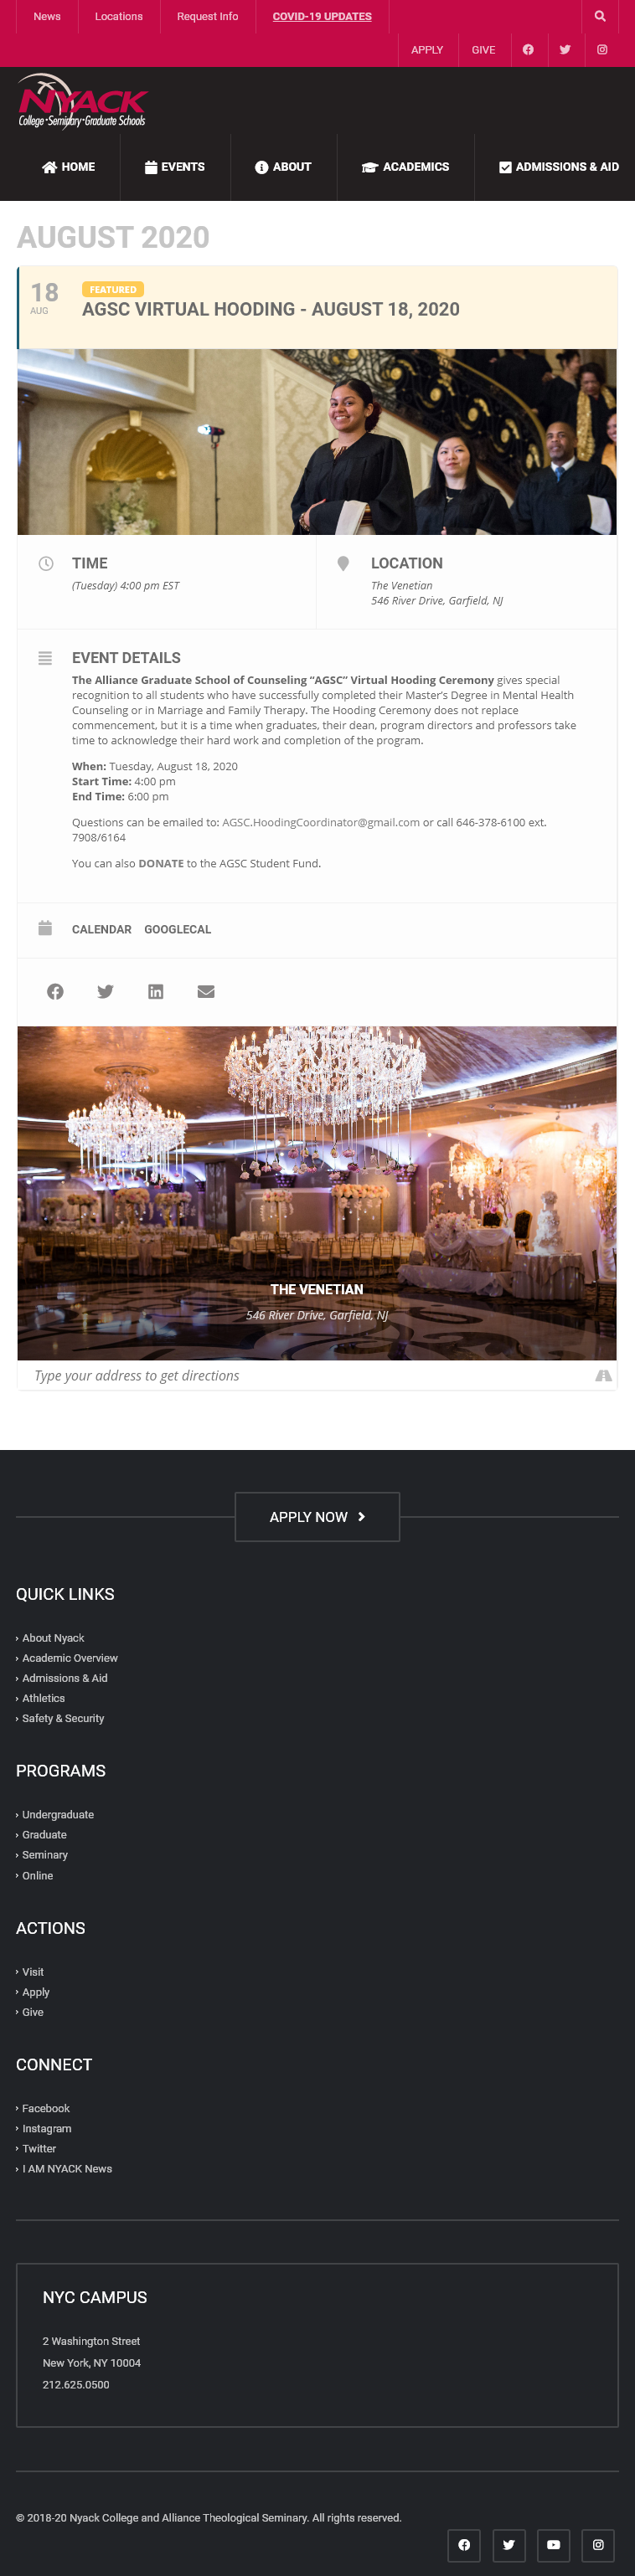 News Locations Request Info COVID-19 UPDATES
APPLY GIVE
NYACK
College • Seminary • Graduate Schools
HOME EVENTS ABOUT ACADEMICS ADMISSIONS & AID
AUGUST 2020
18
AUG
FEATURED
AGSC VIRTUAL HOODING - AUGUST 18, 2020
TIME
(Tuesday) 4:00 pm EST
LOCATION
The Venetian
546 River Drive, Garfield, NJ
EVENT DETAILS
The Alliance Graduate School of Counseling “AGSC” Virtual Hooding Ceremony gives special
recognition to all students who have successfully completed their Master’s Degree in Mental Health
Counseling or in Marriage and Family Therapy. The Hooding Ceremony does not replace
commencement, but it is a time when graduates, their dean, program directors and professors take
time to acknowledge their hard work and completion of the program.
When: Tuesday, August 18, 2020
Start Time: 4:00 pm
End Time: 6:00 pm
Questions can be emailed to: AGSC.HoodingCoordinator@gmail.com or call 646-378-6100 ext.
7908/6164
You can also DONATE to the AGSC Student Fund.
CALENDAR GOOGLECAL
THE VENETIAN
546 River Drive, Garfield, NJ
Type your address to get directions
APPLY NOW
QUICK LINKS
About Nyack
Academic Overview
Admissions & Aid
Athletics
Safety & Security
PROGRAMS
Undergraduate
Graduate
Seminary
Online
ACTIONS
Visit
Apply
Give
CONNECT
Facebook
Instagram
Twitter
I AM NYACK News
NYC CAMPUS
2 Washington Street
New York, NY 10004
212.625.0500
© 2018-20 Nyack College and Alliance Theological Seminary. All rights reserved.